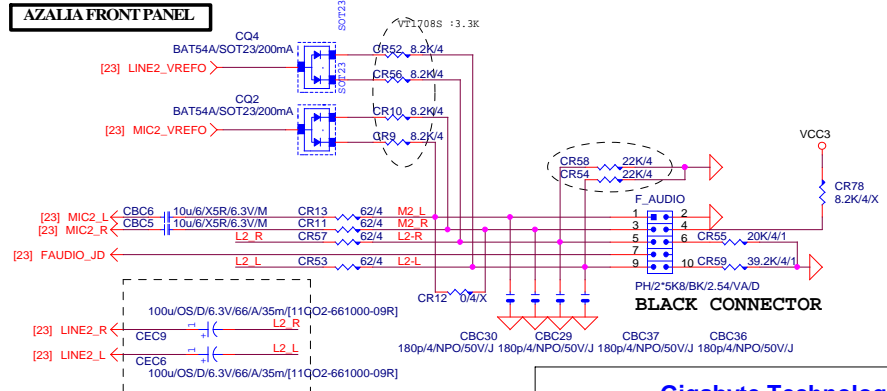 AZALIA FRONT PANEL
SOT23
VT1708S :3.3K
CQ4
BAT54A/SOT23/200mA
CR52 8.2K/4
[23] LINE2_VREFO
CR56 8.2K/4
SOT23
CQ2
BAT54A/SOT23/200mA
CR10 8.2K/4
[23] MIC2_VREFO
CR9 8.2K/4
VCC3
CR58 22K/4
CR54 22K/4
CR78
8.2K/4/X
F_AUDIO
[23] MIC2_L CBC6 10u/6/X5R/6.3V/M CR13 62/4 M2_L 1 2
[23] MIC2_R CBC5 10u/6/X5R/6.3V/M CR11 62/4 M2_R 3 4
L2_R CR57 62/4 L2-R 5 6 CR55 20K/4/1
[23] FAUDIO_JD 7
L2_L CR53 62/4 L2-L 9 10 CR59 39.2K/4/1
PH/2*5K8/BK/2.54/VA/D
BLACK CONNECTOR
CR12 0/4/X
100u/OS/D/6.3V/66/A/35m/[11QO2-661000-09R]
[23] LINE2_R 1 + L2_R
CEC9
[23] LINE2_L 1 + L2_L
CEC6
100u/OS/D/6.3V/66/A/35m/[11QO2-661000-09R]
CBC30 CBC29 CBC37 CBC36
180p/4/NPO/50V/J 180p/4/NPO/50V/J 180p/4/NPO/50V/J 180p/4/NPO/50V/J